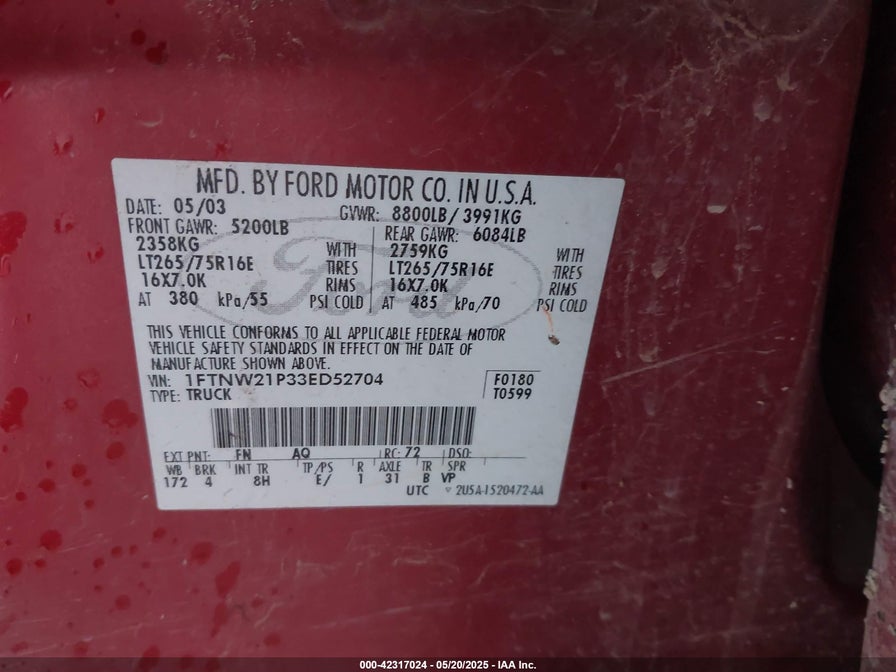 MFD. BY FORD MOTOR CO. IN U.S.A.
DATE: 05/03 GVWR: 8800LB/ 3991KG
FRONT GAWR: 5200LB REAR GAWR: 6084LB
2358KG WITH 2759KG WITH
LT265/75R16E TIRES LT265/75R16E TIRES
16X7.0K RIMS 16X7.0K RIMS
AT 380 kPa/55 PSI COLD AT 485 kPa/70 PSI COLD
Ford
THIS VEHICLE CONFORMS TO ALL APPLICABLE FEDERAL MOTOR
VEHICLE SAFETY STANDARDS IN EFFECT ON THE DATE OF
MANUFACTURE SHOWN ABOVE.
VIN: 1FTNW21P33ED52704 F0180
TYPE: TRUCK T0599
EXT PNT: FN AQ RC: 72 DSO:
WB BRK INT TR TP/PS R AXLE TR SPR
172 4 8H E/ 1 31 B VP
UTC 2U5A-1520472-AA
000-42317024 - 05/20/2025 - IAA Inc.